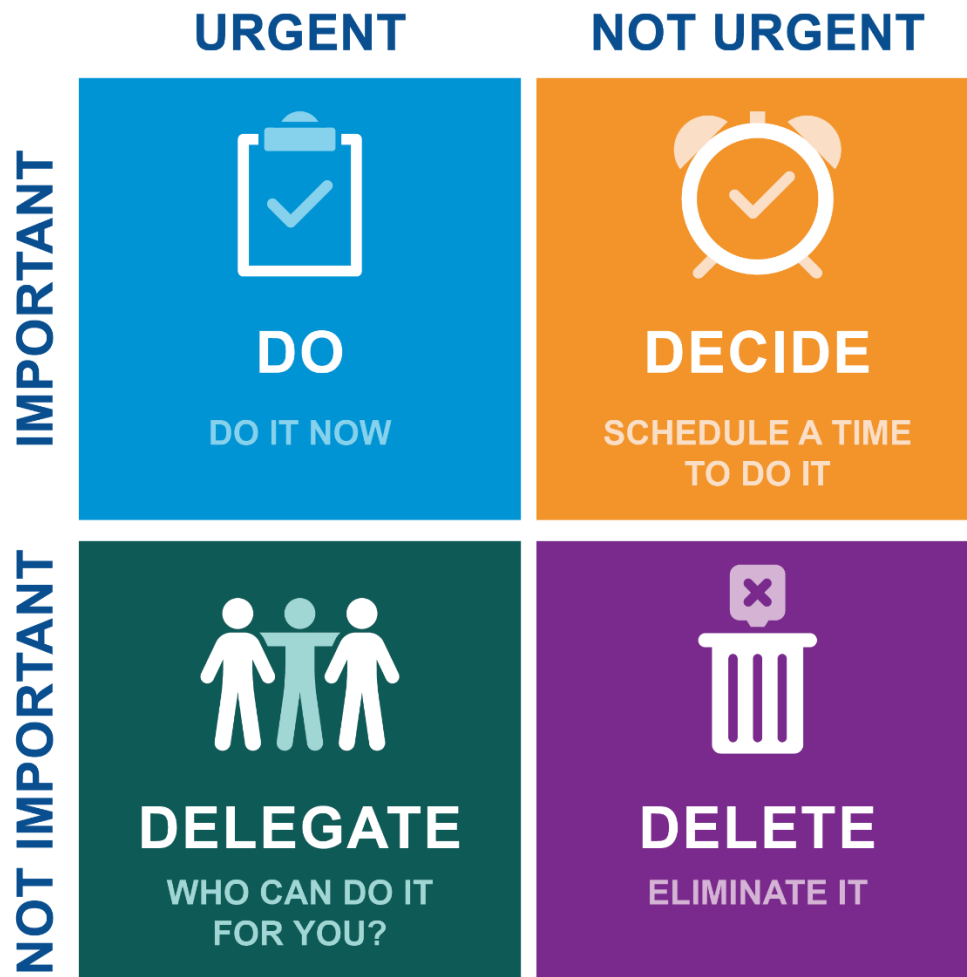 URGENT
NOT URGENT
IMPORTANT
DO
DO IT NOW
DECIDE
SCHEDULE A TIME
TO DO IT
NOT IMPORTANT
DELEGATE
WHO CAN DO IT
FOR YOU?
DELETE
ELIMINATE IT